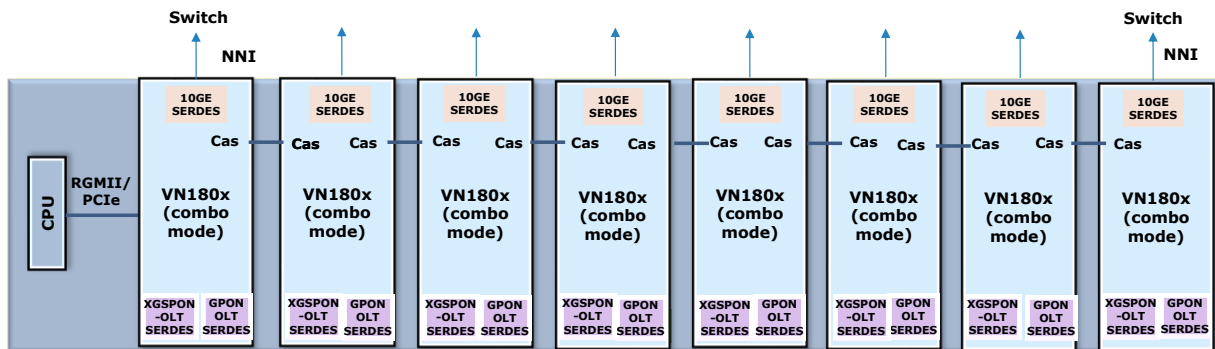 Switch
Switch
NNI
NNI
10GE
SERDES
10GE
SERDES
10GE
SERDES
10GE
SERDES
10GE
SERDES
10GE
SERDES
10GE
SERDES
10GE
SERDES
Cas
Cas
Cas
Cas
Cas
Cas
Cas
Cas
Cas
Cas
Cas
Cas
Cas
Cas
CPU
RGMII/
PCIe
VN180x
(combo
mode)
VN180x
(combo
mode)
VN180x
(combo
mode)
VN180x
(combo
mode)
VN180x
(combo
mode)
VN180x
(combo
mode)
VN180x
(combo
mode)
VN180x
(combo
mode)
XGSPON
-OLT
SERDES
GPON
OLT
SERDES
XGSPON
-OLT
SERDES
GPON
OLT
SERDES
XGSPON
-OLT
SERDES
GPON
OLT
SERDES
XGSPON
-OLT
SERDES
GPON
OLT
SERDES
XGSPON
-OLT
SERDES
GPON
OLT
SERDES
XGSPON
-OLT
SERDES
GPON
OLT
SERDES
XGSPON
-OLT
SERDES
GPON
OLT
SERDES
XGSPON
-OLT
SERDES
GPON
OLT
SERDES